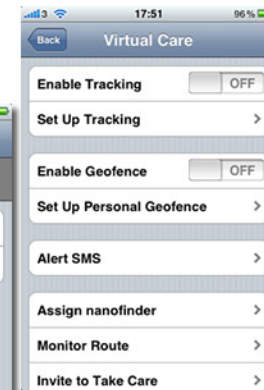 3 17:51 96%
Back Virtual Care
Enable Tracking OFF
Set Up Tracking
Enable Geofence OFF
Set Up Personal Geofence
Alert SMS
Assign nanofinder
Monitor Route
Invite to Take Care